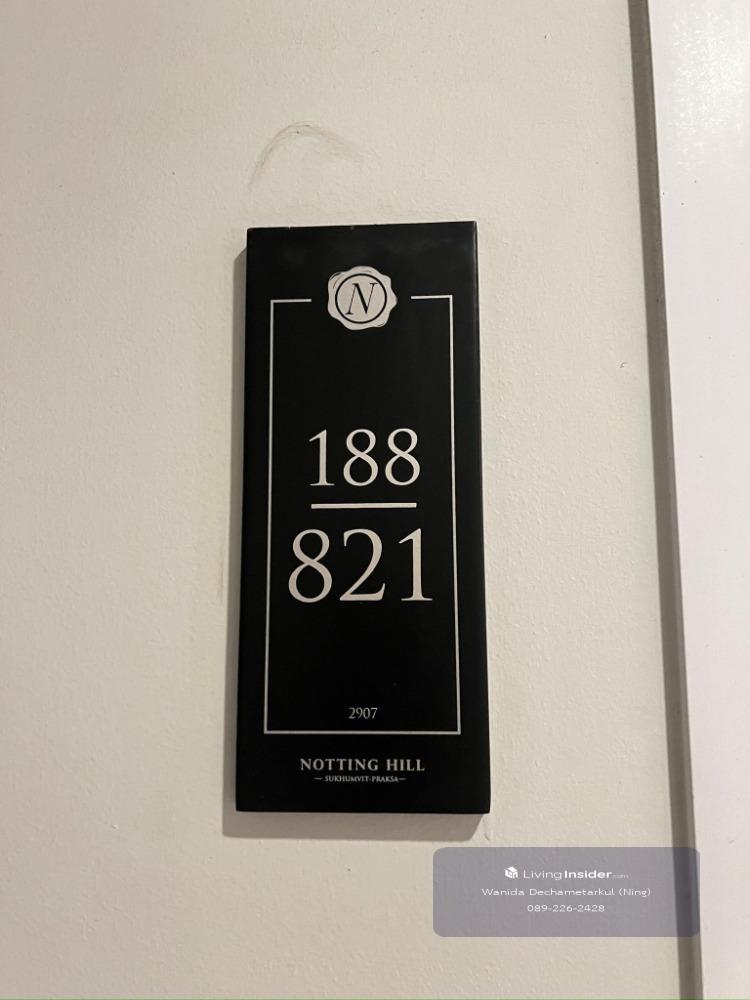 N
188
821
2907
NOTTING HILL
— SUKHUMVIT-PRAKSA —
LivingInsider.com
Wanida Dechametarkul (Ning)
089-226-2428